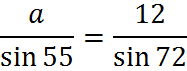 a / sin 55 = 12 / sin 72